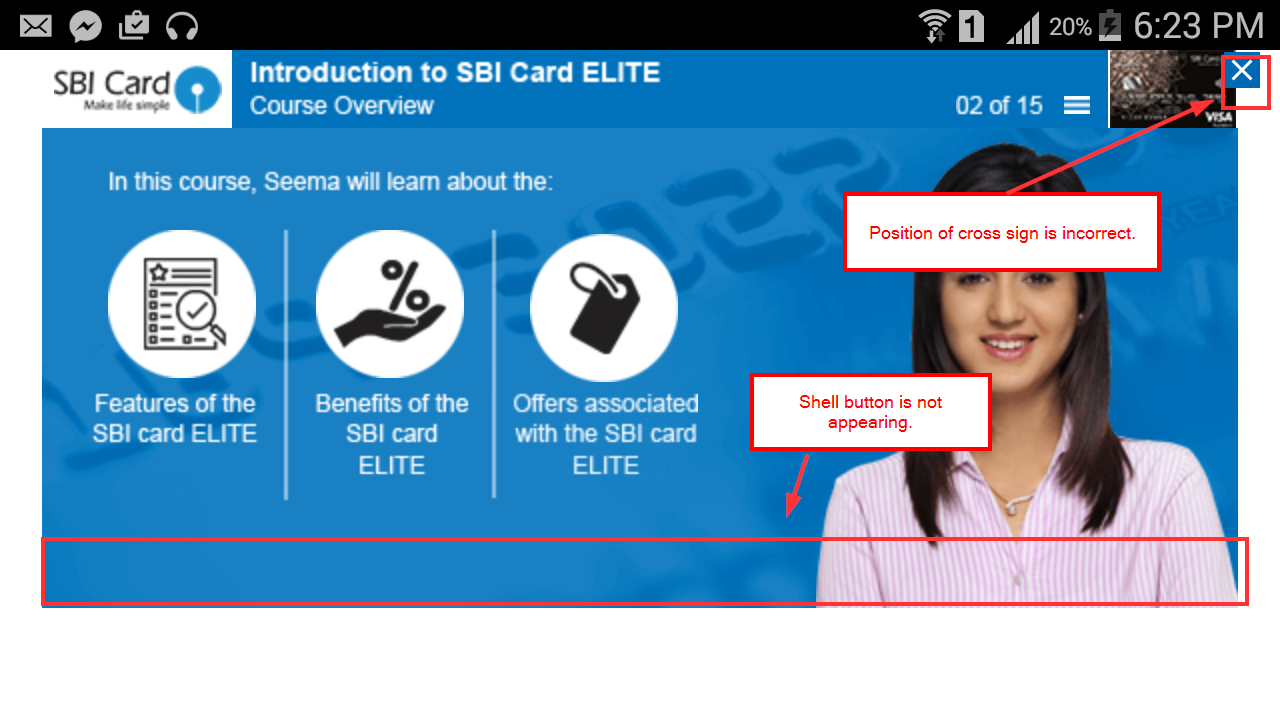 1 20% 6:23 PM
SBI Card
Make life simple
Introduction to SBI Card ELITE
Course Overview
02 of 15
VISA
In this course, Seema will learn about the:
Position of cross sign is incorrect.
Features of the
SBI card ELITE
Benefits of the
SBI card
ELITE
Offers associated
with the SBI card
ELITE
Shell button is not
appearing.